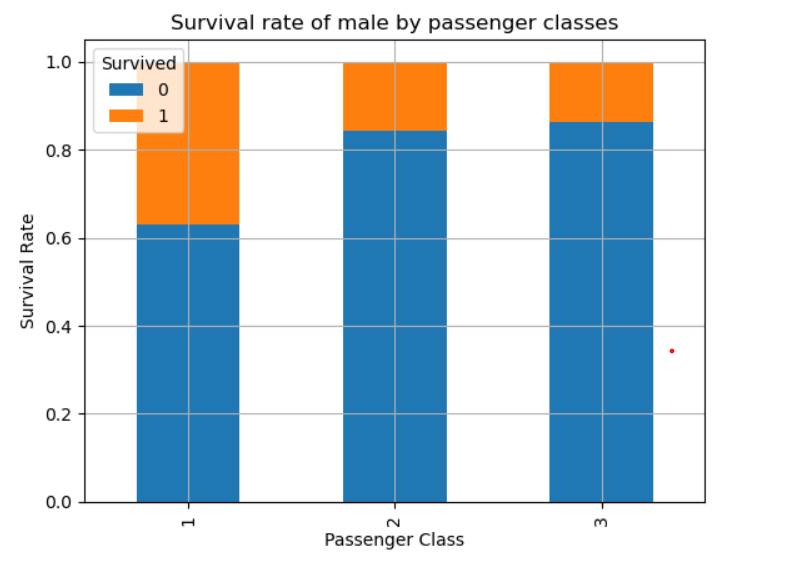 Survival rate of male by passenger classes
Survived
0
1
1.0
0.8
0.6
0.4
0.2
0.0
Survival Rate
1
2
3
Passenger Class